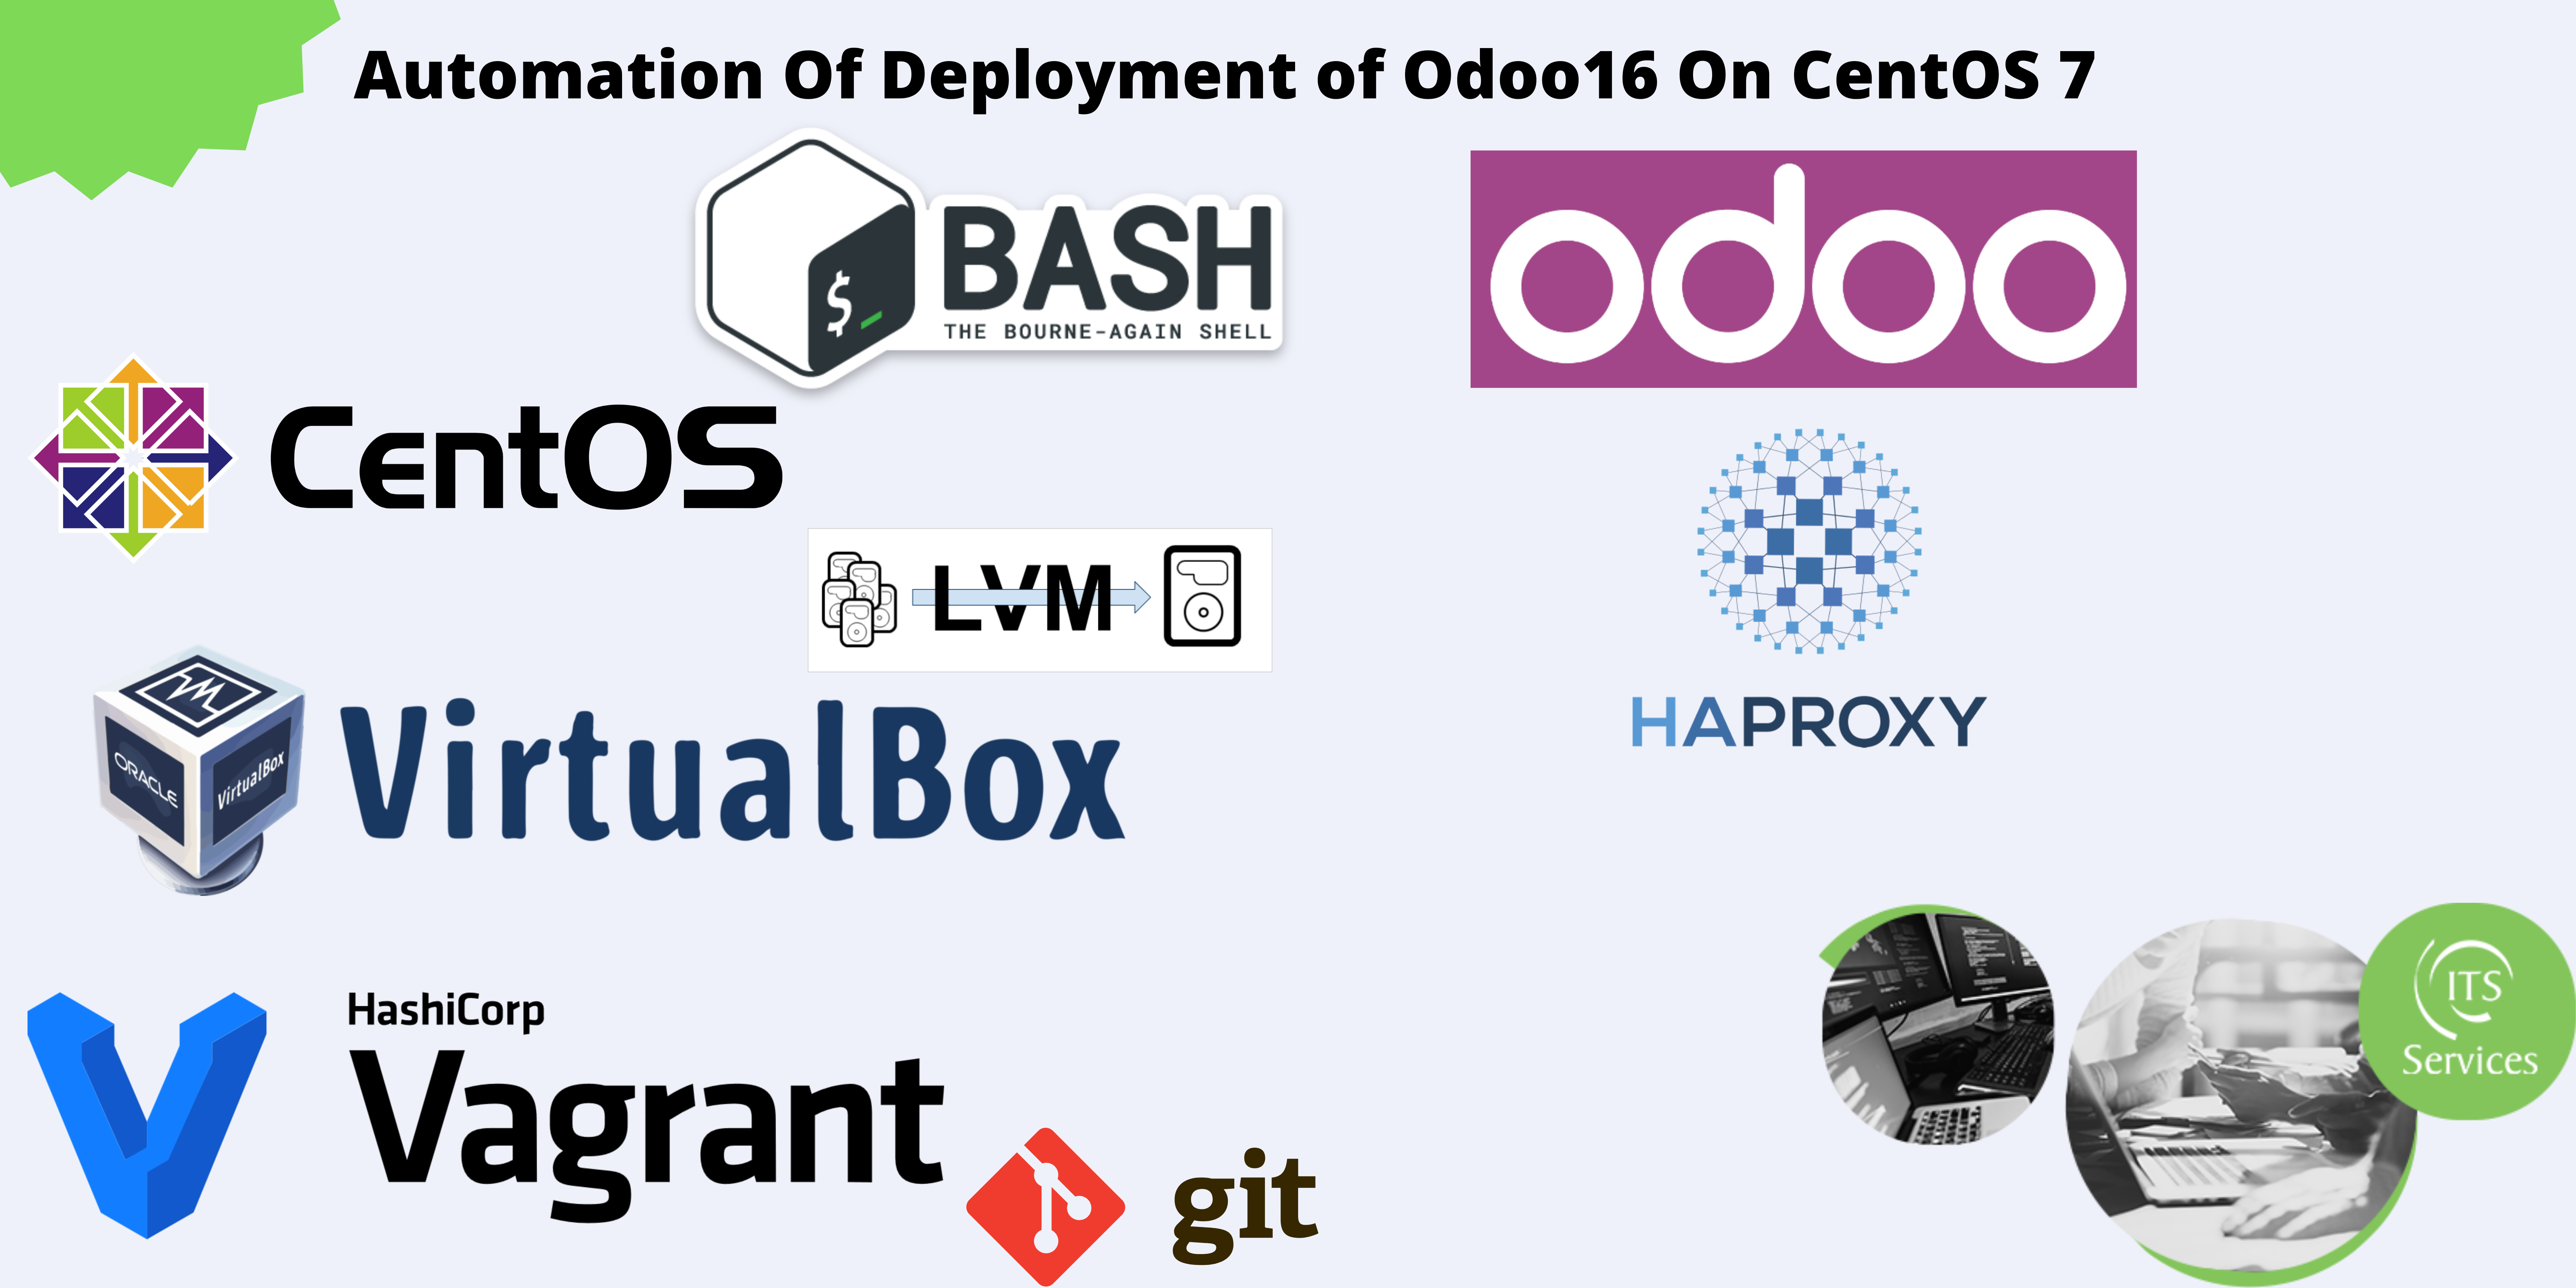 Automation Of Deployment of Odoo16 On CentOS 7
$_
BASH
THE BOURNE-AGAIN SHELL
odoo
CentOS
LVM
HAPROXY
ORACLE
VirtualBox
VirtualBox
HashiCorp
Vagrant
git
ITS
Services